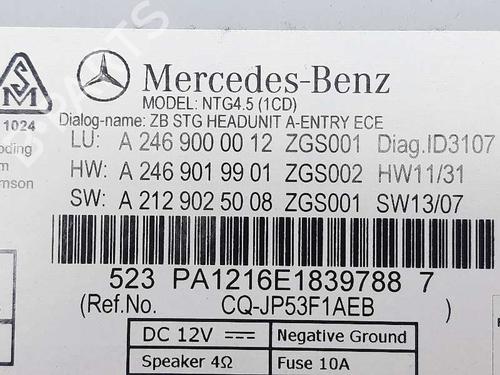 Mercedes-Benz
MODEL: NTG4.5 (1CD)
Dialog-name: ZB STG HEADUNIT A-ENTRY ECE
LU: A 246 900 00 12 ZGS001 Diag.ID3107
HW: A 246 901 99 01 ZGS002 HW11/31
SW: A 212 902 50 08 ZGS001 SW13/07
523 PA1216E1839788 7
(Ref.No. CQ-JP53F1AEB )
DC 12V Negative Ground
Speaker 4Ω Fuse 10A
SM
1024
oding
m
mson